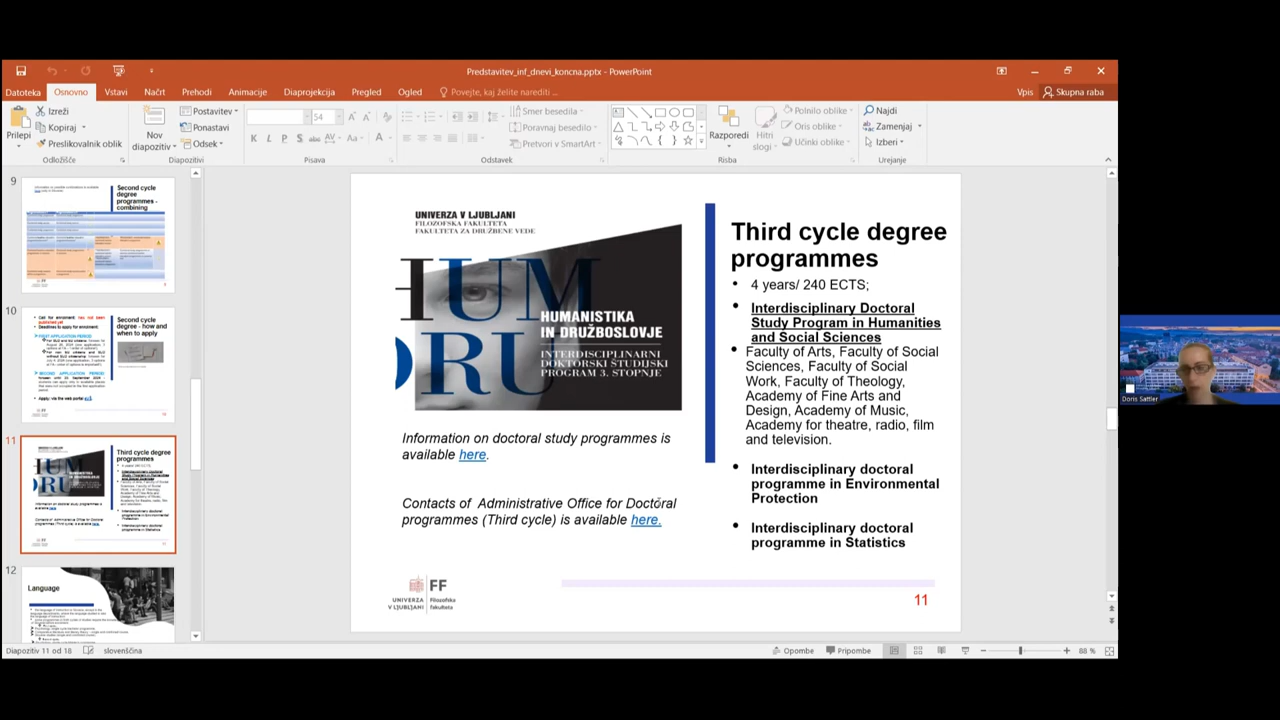 Predstavitev_inf_dnevi_koncna.pptx - PowerPoint
Datoteka Osnovno Vstavi Načrt Prehodi Animacije Diaprojekcija Pregled Ogled Povejte, kaj želite narediti ... Vpis Skupna raba
Prilepi
Izreži
Kopiraj
Preslikovalnik oblik
Odložišče
Nov
diapozitiv
Postavitev
Ponastavi
Odsek
Diapozitivi
54
K L P S abc AV Aa A
Pisava
Smer besedila
Poravnaj besedilo
Pretvori v SmartArt
Odstavek
Razporedi
Hitri
slogi
Polnilo oblike
Oris oblike
Učinki oblike
Risba
Najdi
Zamenjaj
Izberi
Urejanje
9
Second cycle
degree
programmes -
combining
10
Second cycle
degree - how and
when to apply
11
Third cycle degree
programmes
12
Language
UNIVERZA V LJUBLJANI
FILOZOFSKA FAKULTETA
FAKULTETA ZA DRUŽBENE VEDE
HUM
DRU
HUMANISTIKA
IN DRUŽBOSLOVJE
INTERDISCIPLINARNI
DOKTORSKI ŠTUDIJSKI
PROGRAM 3. STOPNJE
Information on doctoral study programmes is
available here.
Contacts of Administrative Office for Doctoral
programmes (Third cycle) is available here.
Third cycle degree
programmes
• 4 years/ 240 ECTS;
• Interdisciplinary Doctoral
Study Program in Humanities
and Social Sciences
• Faculty of Arts, Faculty of Social
Sciences, Faculty of Social
Work, Faculty of Theology,
Academy of Fine Arts and
Design, Academy of Music,
Academy for theatre, radio, film
and television.
• Interdisciplinary doctoral
programme in Environmental
Protection
• Interdisciplinary doctoral
programme in Statistics
UNIVERZA
V LJUBLJANI
FF
Filozofska
fakulteta
11
Doris Sattler
Diapozitiv 11 od 18 slovenščina Opombe Pripombe 88 %